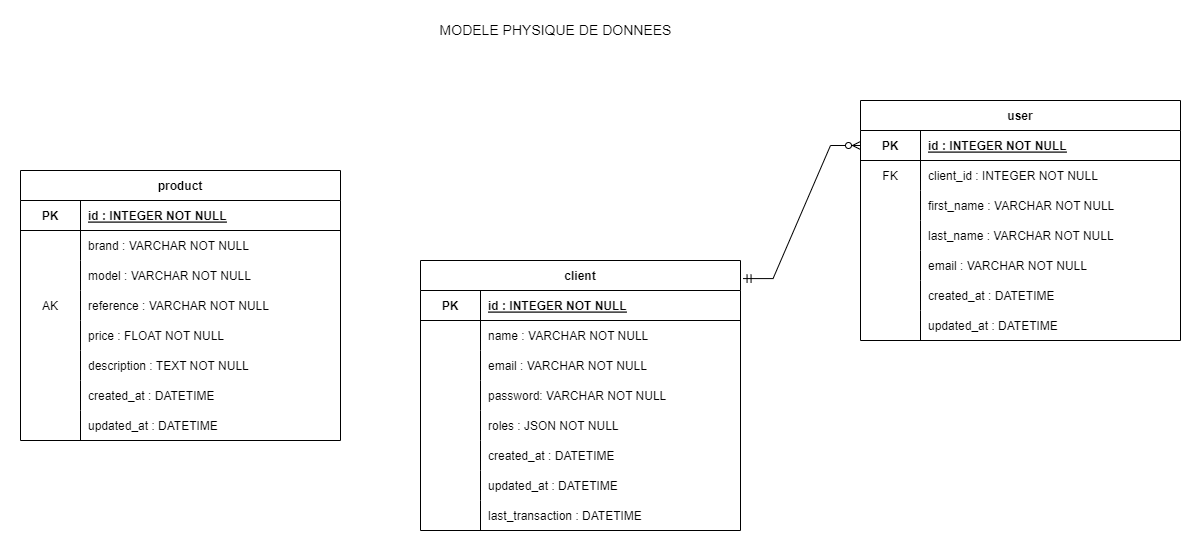 MODELE PHYSIQUE DE DONNEES
product
PK id : INTEGER NOT NULL
brand : VARCHAR NOT NULL
model : VARCHAR NOT NULL
AK reference : VARCHAR NOT NULL
price : FLOAT NOT NULL
description : TEXT NOT NULL
created_at : DATETIME
updated_at : DATETIME
client
PK id : INTEGER NOT NULL
name : VARCHAR NOT NULL
email : VARCHAR NOT NULL
password: VARCHAR NOT NULL
roles : JSON NOT NULL
created_at : DATETIME
updated_at : DATETIME
last_transaction : DATETIME
user
PK id : INTEGER NOT NULL
FK client_id : INTEGER NOT NULL
first_name : VARCHAR NOT NULL
last_name : VARCHAR NOT NULL
email : VARCHAR NOT NULL
created_at : DATETIME
updated_at : DATETIME